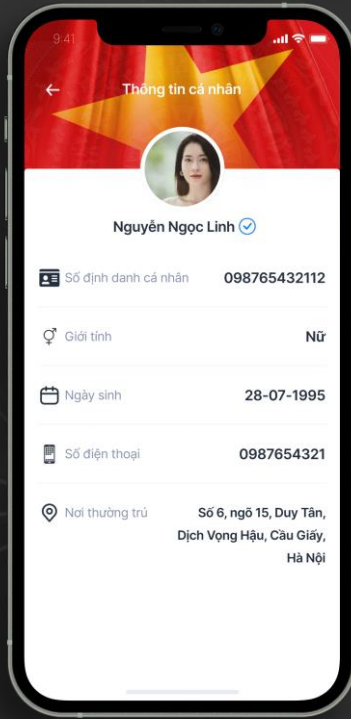 9:41
Thông tin cá nhân
Nguyễn Ngọc Linh
Số định danh cá nhân 098765432112
Giới tính Nữ
Ngày sinh 28-07-1995
Số điện thoại 0987654321
Nơi thường trú Số 6, ngõ 15, Duy Tân,
Dịch Vọng Hậu, Cầu Giấy,
Hà Nội